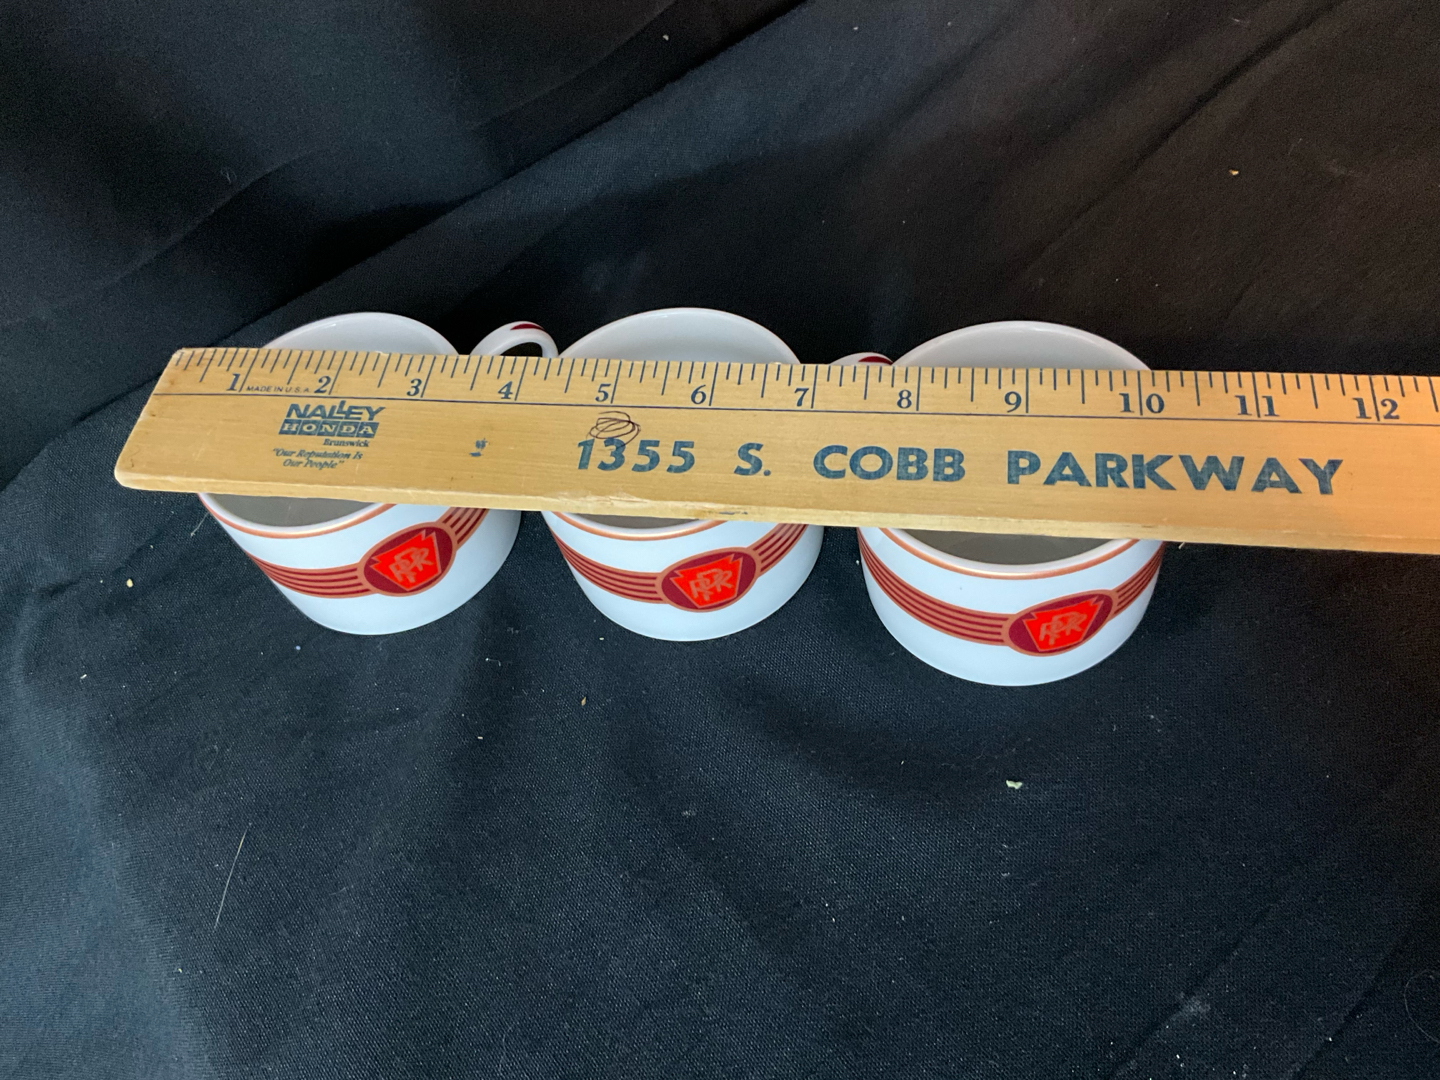 1 2 3 4 5 6 7 8 9 10 11 12
MADE IN U.S.A.
NALLEY
HONDA
Brunswick
"Our Reputation Is
Our People"
1355 S. COBB PARKWAY
PRR
PRR
PRR